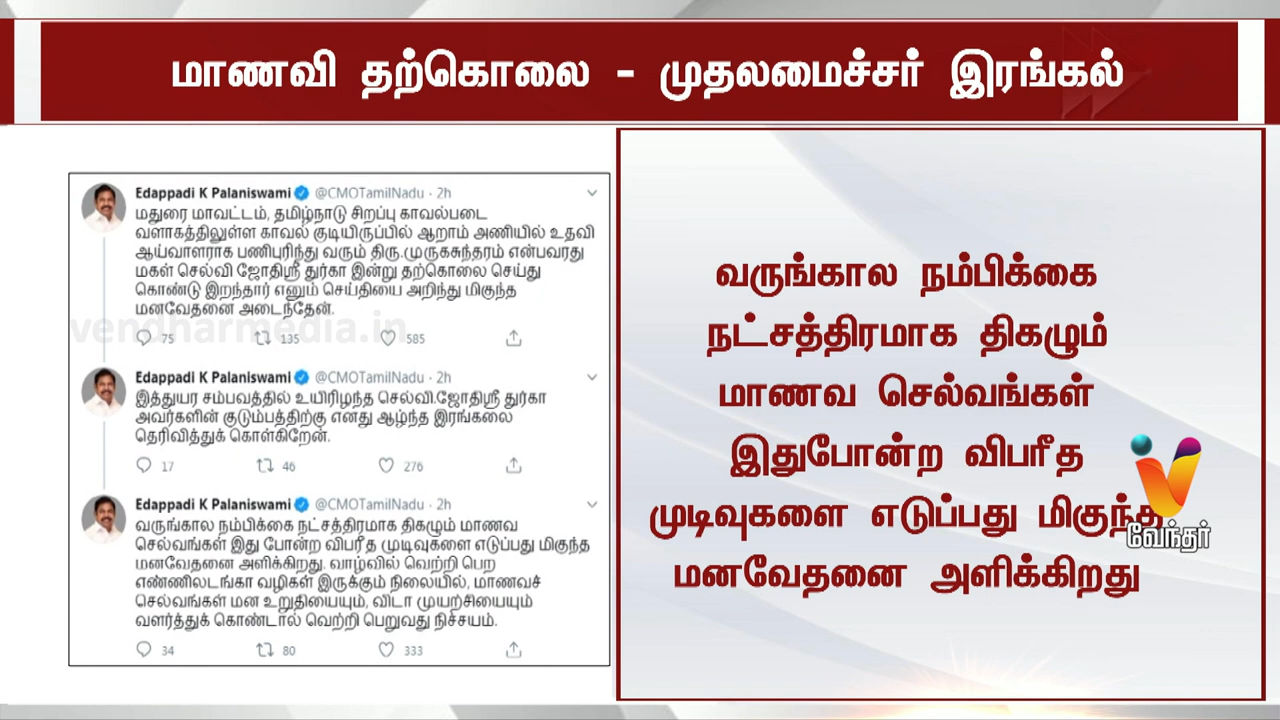 மாணவி தற்கொலை - முதலமைச்சர் இரங்கல்
Edappadi K Palaniswami @CMOTamilNadu · 2h
மதுரை மாவட்டம், தமிழ்நாடு சிறப்பு காவல்படை
வளாகத்திலுள்ள காவல் குடியிருப்பில் ஆறாம் அணியில் உதவி
ஆய்வாளராக பணிபுரிந்து வரும் திரு.முருகசுந்தரம் என்பவரது
மகள் செல்வி ஜோதிஸ்ரீ துர்கா இன்று தற்கொலை செய்து
கொண்டு இறந்தார் எனும் செய்தியை அறிந்து மிகுந்த
மனவேதனை அடைந்தேன்.
vendharmedia.in
75 135 585
Edappadi K Palaniswami @CMOTamilNadu · 2h
இத்துயர சம்பவத்தில் உயிரிழந்த செல்வி.ஜோதிஸ்ரீ துர்கா
அவர்களின் குடும்பத்திற்கு எனது ஆழ்ந்த இரங்கலை
தெரிவித்துக் கொள்கிறேன்.
17 46 276
Edappadi K Palaniswami @CMOTamilNadu · 2h
வருங்கால நம்பிக்கை நட்சத்திரமாக திகழும் மாணவ
செல்வங்கள் இது போன்ற விபரீத முடிவுகளை எடுப்பது மிகுந்த
மனவேதனை அளிக்கிறது. வாழ்வில் வெற்றி பெற
எண்ணிலடங்கா வழிகள் இருக்கும் நிலையில், மாணவச்
செல்வங்கள் மன உறுதியையும், விடா முயற்சியையும்
வளர்த்துக் கொண்டால் வெற்றி பெறுவது நிச்சயம்.
34 80 333
வருங்கால நம்பிக்கை
நட்சத்திரமாக திகழும்
மாணவ செல்வங்கள்
இதுபோன்ற விபரீத
முடிவுகளை எடுப்பது மிகுந்த
மனவேதனை அளிக்கிறது
வேந்தர்